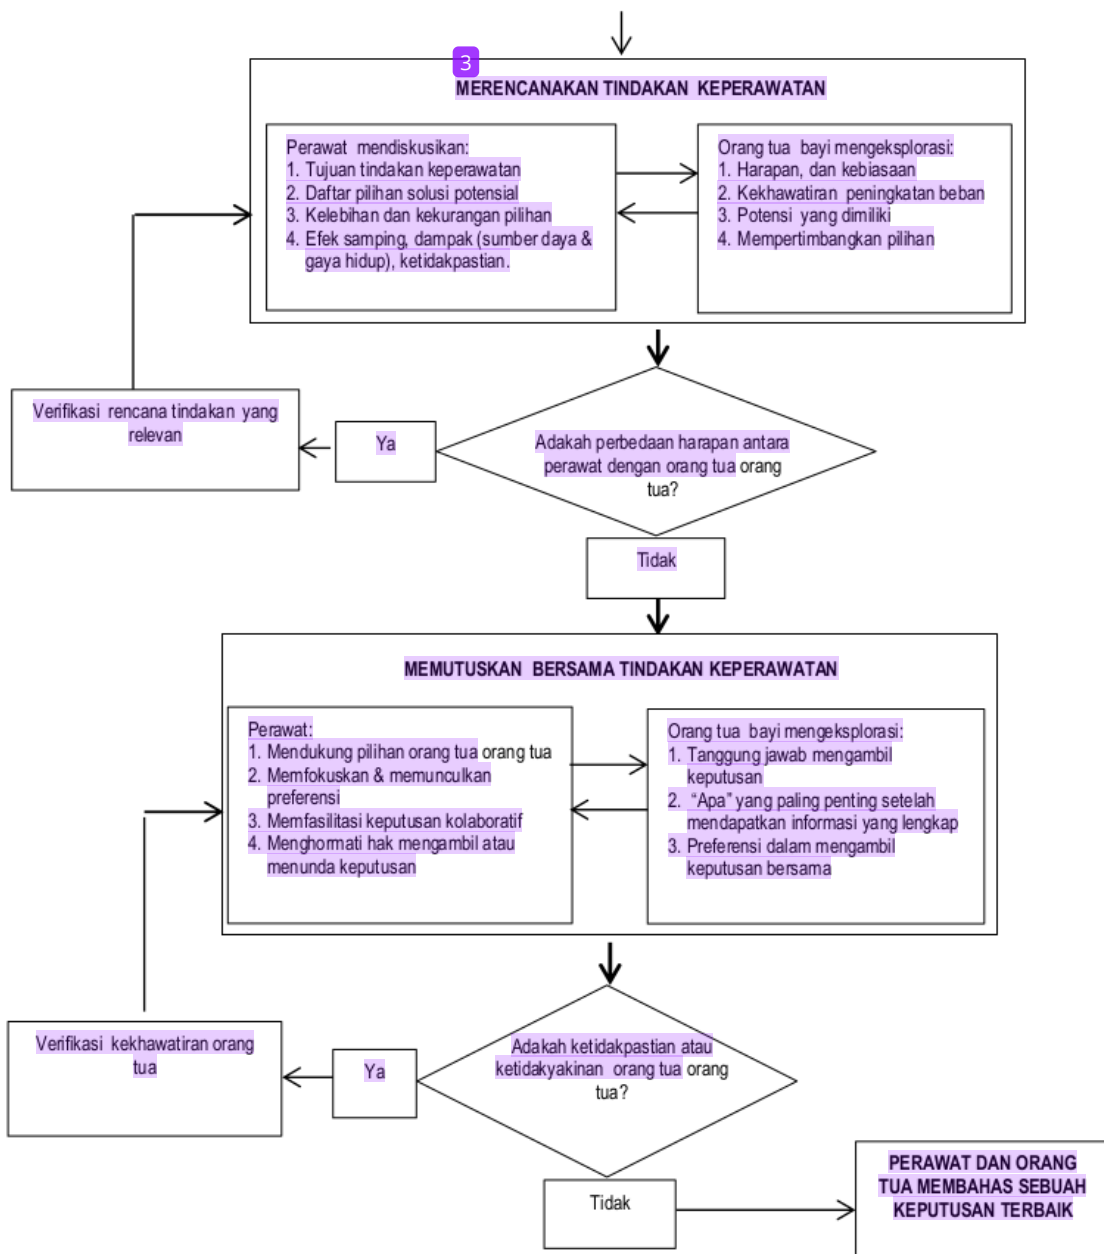 3
MERENCANAKAN TINDAKAN KEPERAWATAN
Perawat mendiskusikan:
1. Tujuan tindakan keperawatan
2. Daftar pilihan solusi potensial
3. Kelebihan dan kekurangan pilihan
4. Efek samping, dampak (sumber daya &
gaya hidup), ketidakpastian.
Orang tua bayi mengeksplorasi:
1. Harapan, dan kebiasaan
2. Kekhawatiran peningkatan beban
3. Potensi yang dimiliki
4. Mempertimbangkan pilihan
Verifikasi rencana tindakan yang
relevan
Ya
Adakah perbedaan harapan antara
perawat dengan orang tua orang
tua?
Tidak
MEMUTUSKAN BERSAMA TINDAKAN KEPERAWATAN
Perawat:
1. Mendukung pilihan orang tua orang tua
2. Memfokuskan & memunculkan
preferensi
3. Memfasilitasi keputusan kolaboratif
4. Menghormati hak mengambil atau
menunda keputusan
Orang tua bayi mengeksplorasi:
1. Tanggung jawab mengambil
keputusan
2. “Apa” yang paling penting setelah
mendapatkan informasi yang lengkap
3. Preferensi dalam mengambil
keputusan bersama
Verifikasi kekhawatiran orang
tua
Ya
Adakah ketidakpastian atau
ketidakyakinan orang tua orang
tua?
Tidak
PERAWAT DAN ORANG
TUA MEMBAHAS SEBUAH
KEPUTUSAN TERBAIK